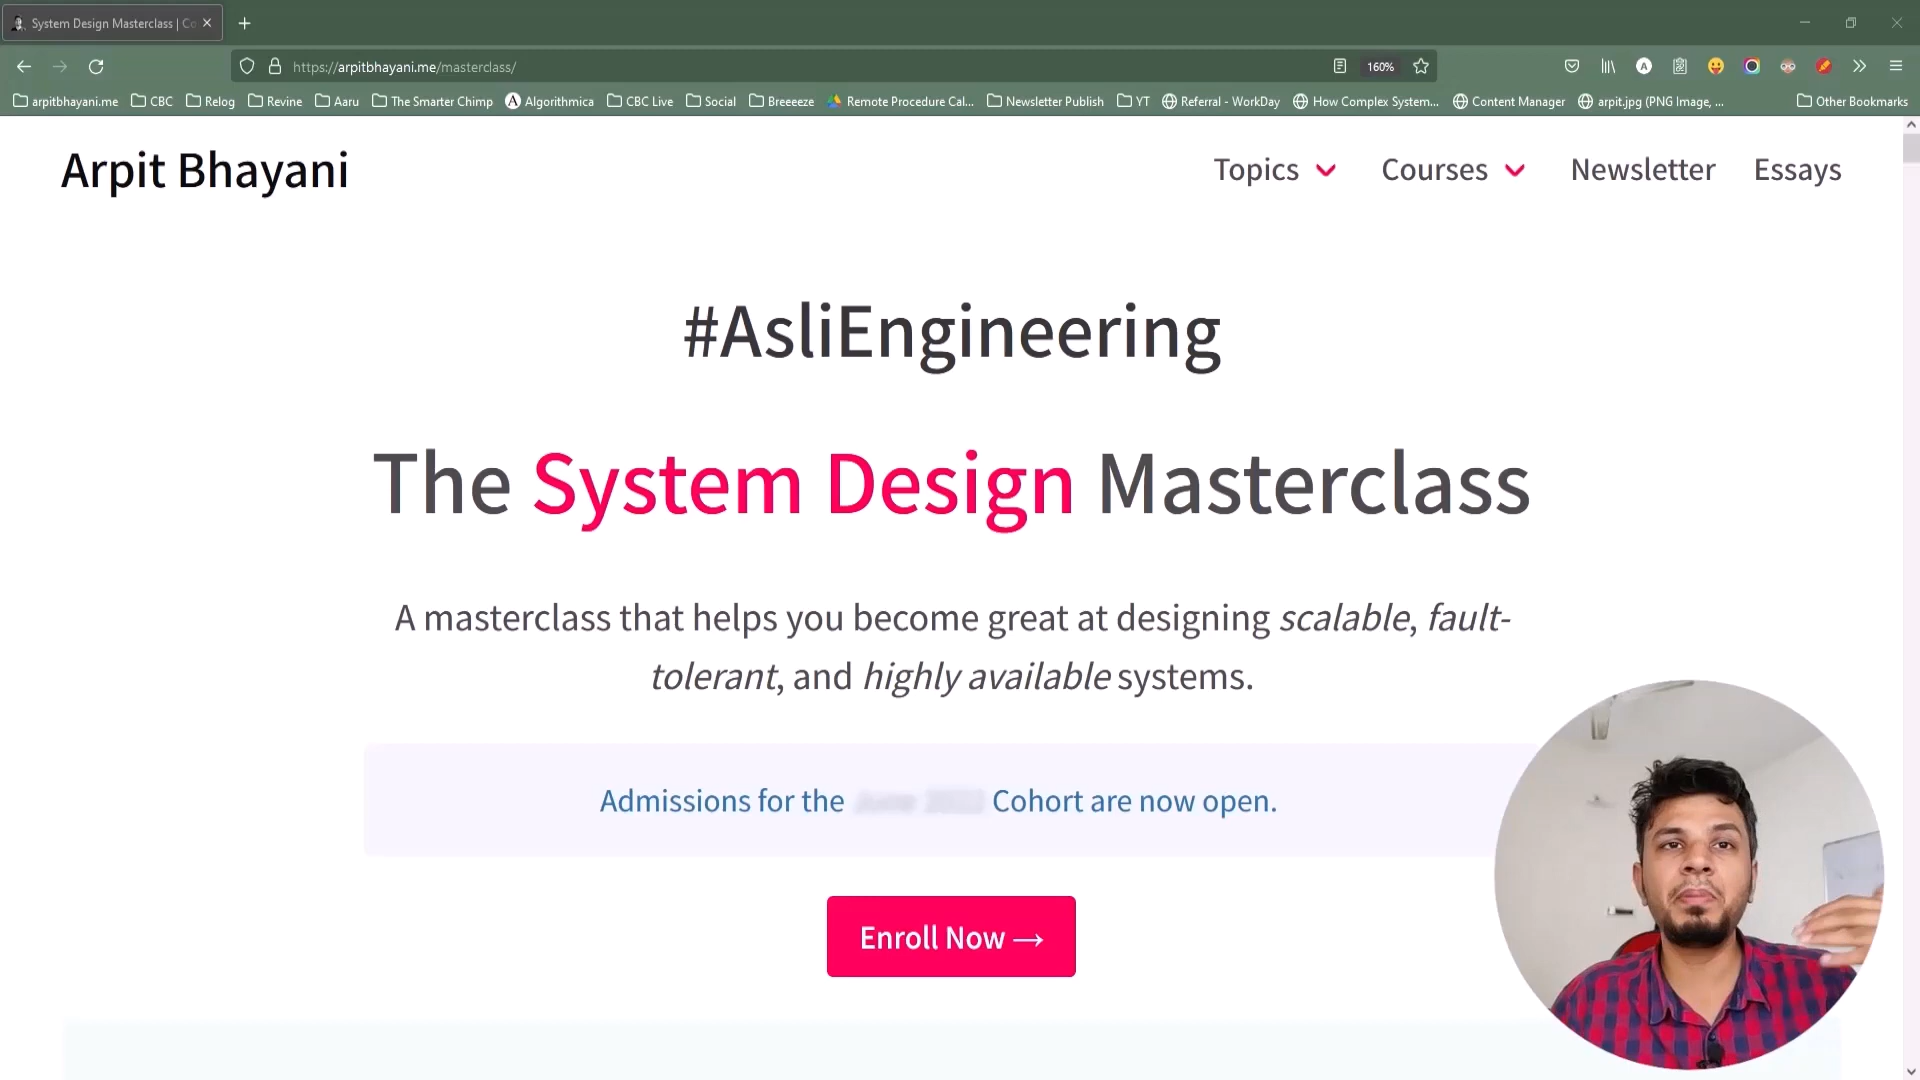 System Design Masterclass | Co
https://arpitbhayani.me/masterclass/
160%
arpitbhayani.me
CBC
Relog
Revine
Aaru
The Smarter Chimp
Algorithmica
CBC Live
Social
Breeeeze
Remote Procedure Cal...
Newsletter Publish
YT
Referral - WorkDay
How Complex System...
Content Manager
arpit.jpg (PNG Image, ...
Other Bookmarks
Arpit Bhayani
Topics
Courses
Newsletter
Essays
#AsliEngineering
The System Design Masterclass
A masterclass that helps you become great at designing scalable, fault-
tolerant, and highly available systems.
Admissions for the Cohort are now open.
Enroll Now →